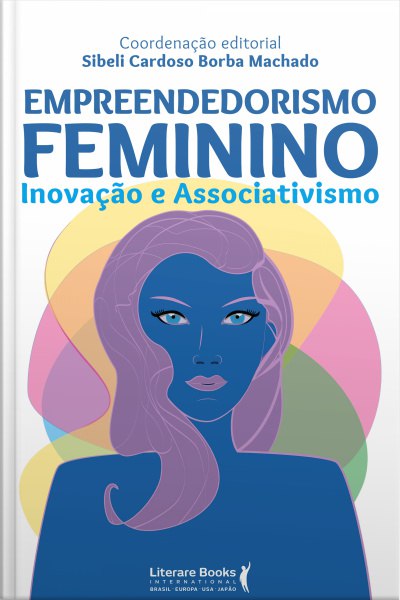 Coordenação editorial
Sibeli Cardoso Borba Machado
EMPREENDEDORISMO
FEMININO
Inovação e Associativismo
Literare Books
INTERNATIONAL
BRASIL · EUROPA · USA · JAPÃO